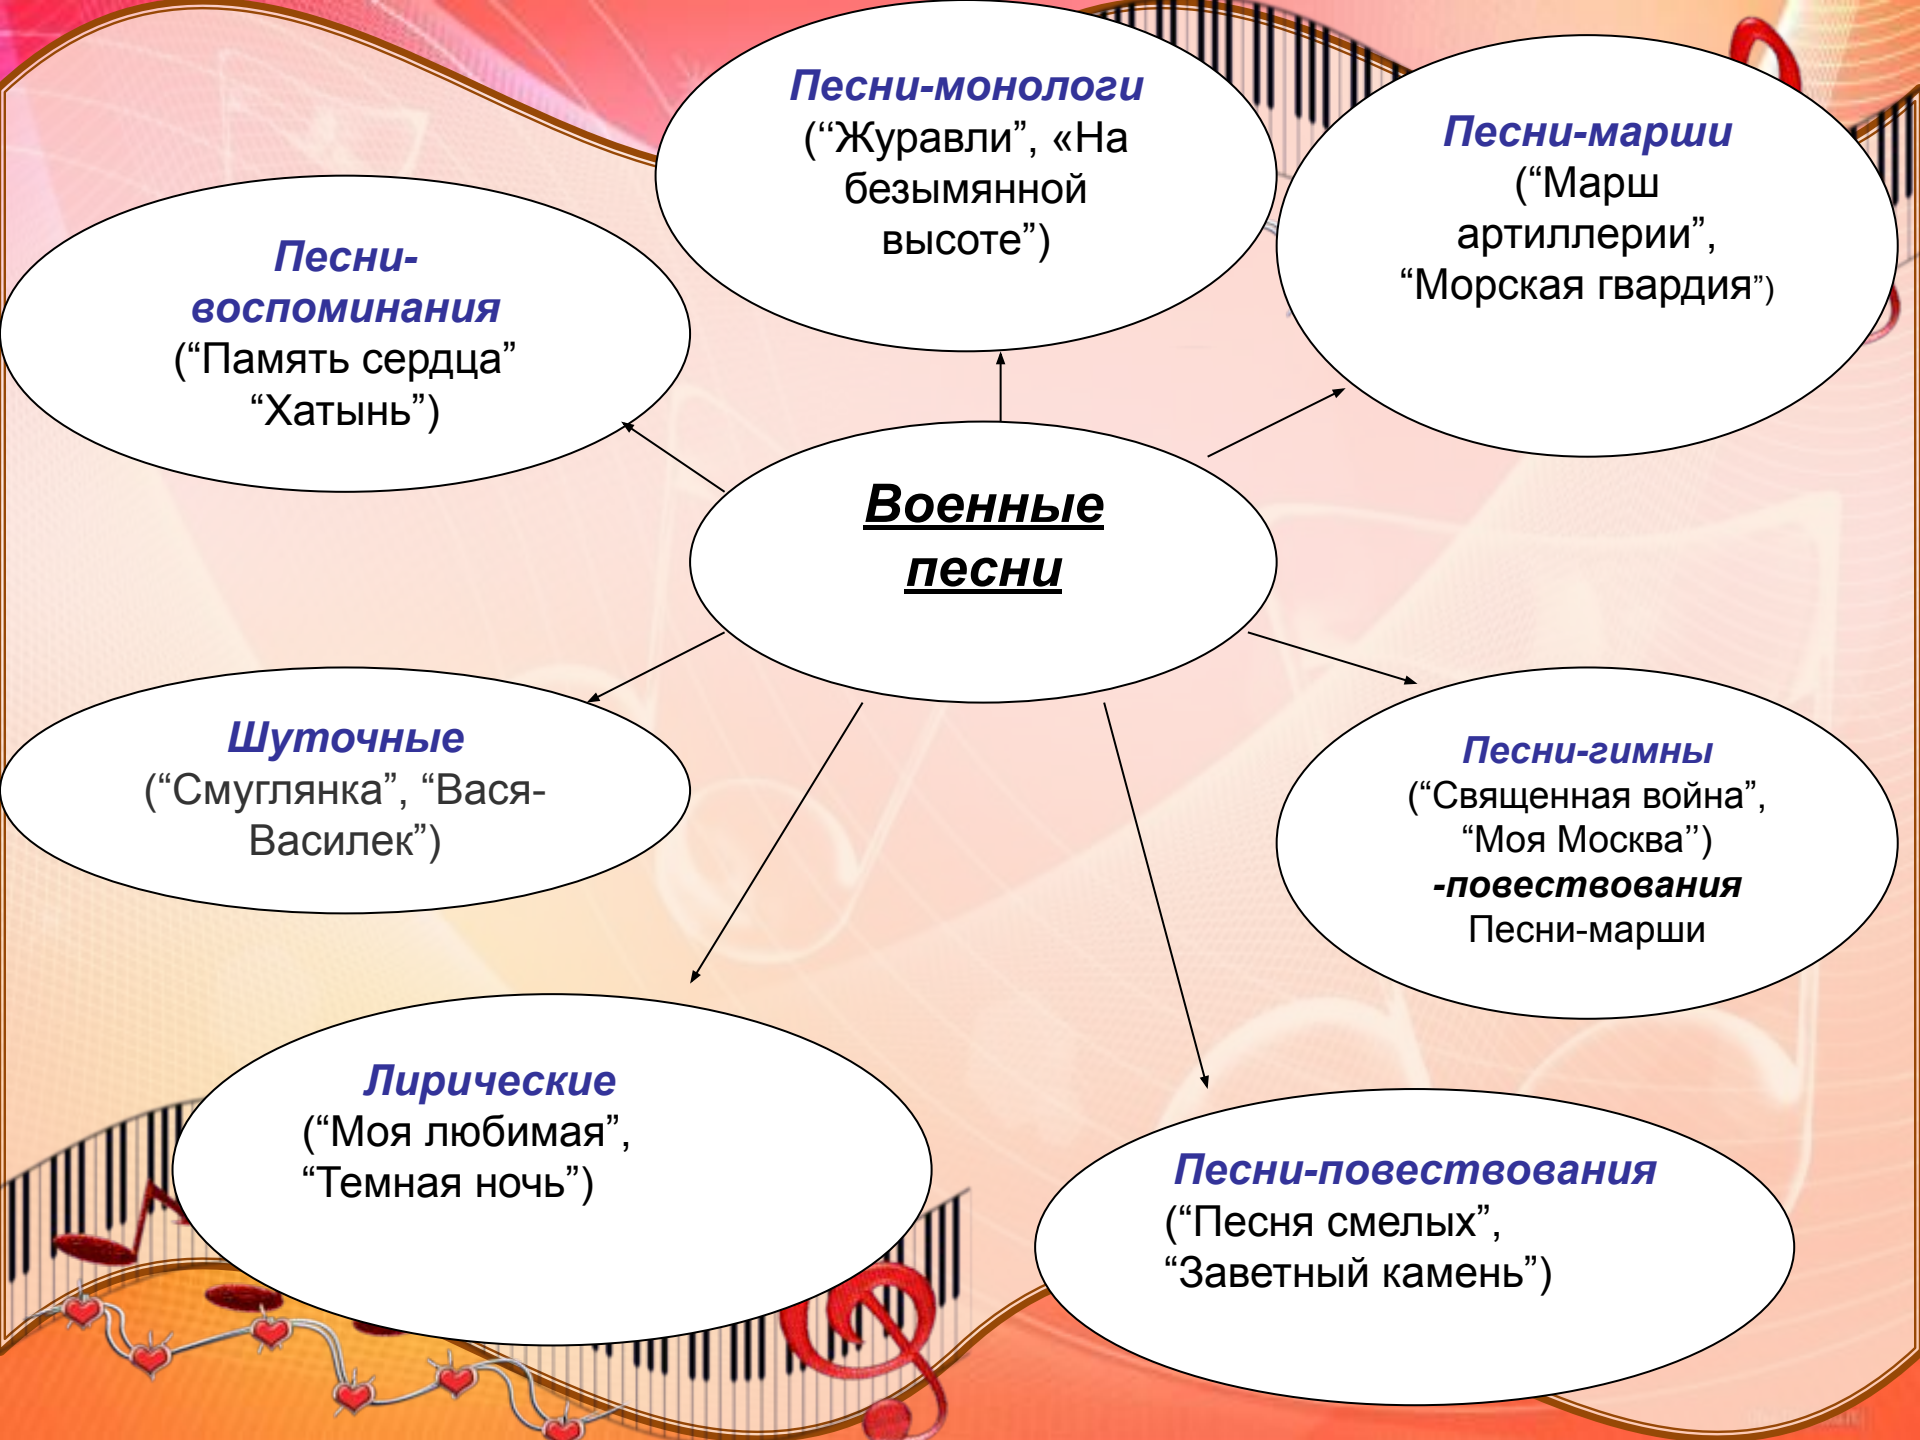 Песни-монологи
(‘‘Журавли”, «На
безымянной
высоте”)
Песни-марши
(“Марш
артиллерии”,
“Морская гвардия”)
Песни-
воспоминания
(“Память сердца”
“Хатынь”)
Военные
песни
Шуточные
(“Смуглянка”, “Вася-
Василек”)
Песни-гимны
(“Священная война”,
“Моя Москва’’)
-повествования
Песни-марши
Лирические
(“Моя любимая”,
“Темная ночь”)
Песни-повествования
(“Песня смелых”,
“Заветный камень”)